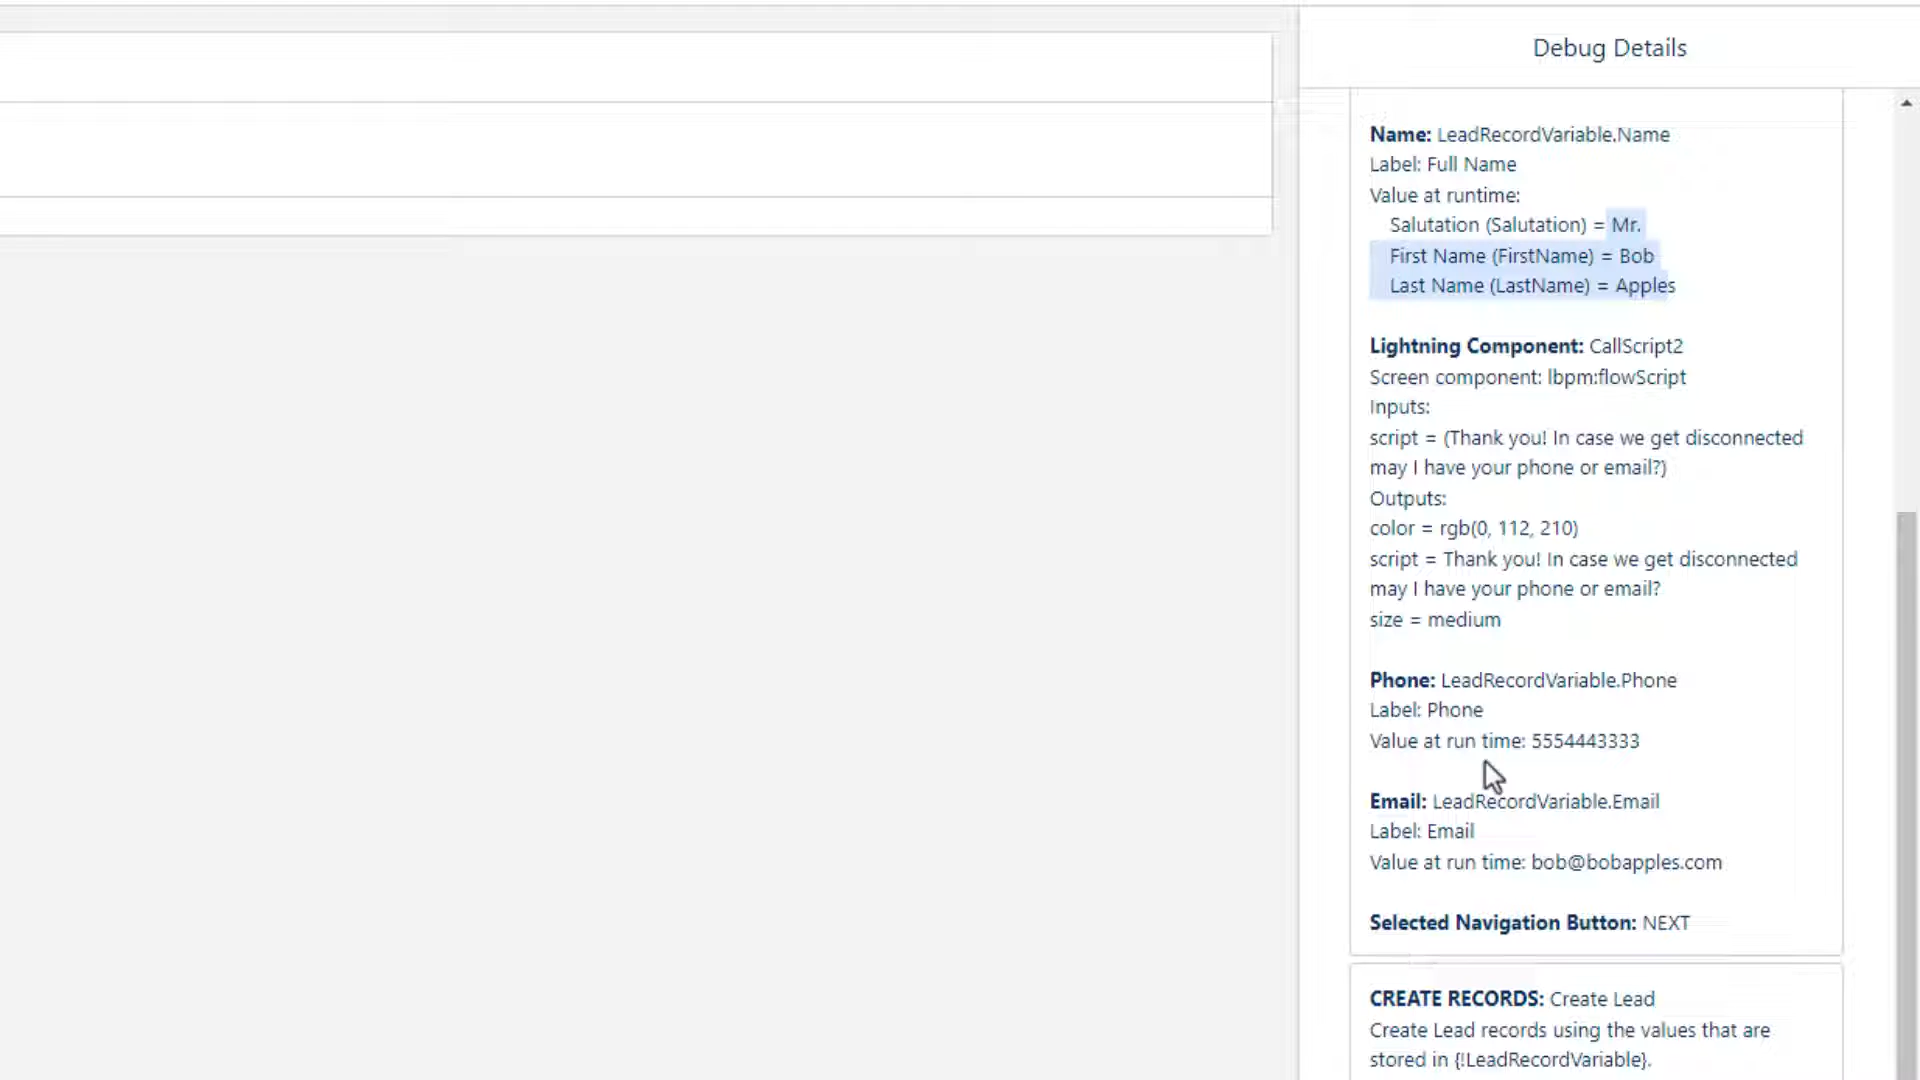 Debug Details
Name: LeadRecordVariable.Name
Label: Full Name
Value at runtime:
Salutation (Salutation) = Mr.
First Name (FirstName) = Bob
Last Name (LastName) = Apples
Lightning Component: CallScript2
Screen component: lbpm:flowScript
Inputs:
script = (Thank you! In case we get disconnected
may I have your phone or email?)
Outputs:
color = rgb(0, 112, 210)
script = Thank you! In case we get disconnected
may I have your phone or email?
size = medium
Phone: LeadRecordVariable.Phone
Label: Phone
Value at run time: 5554443333
Email: LeadRecordVariable.Email
Label: Email
Value at run time: bob@bobapples.com
Selected Navigation Button: NEXT
CREATE RECORDS: Create Lead
Create Lead records using the values that are
stored in {!LeadRecordVariable}.